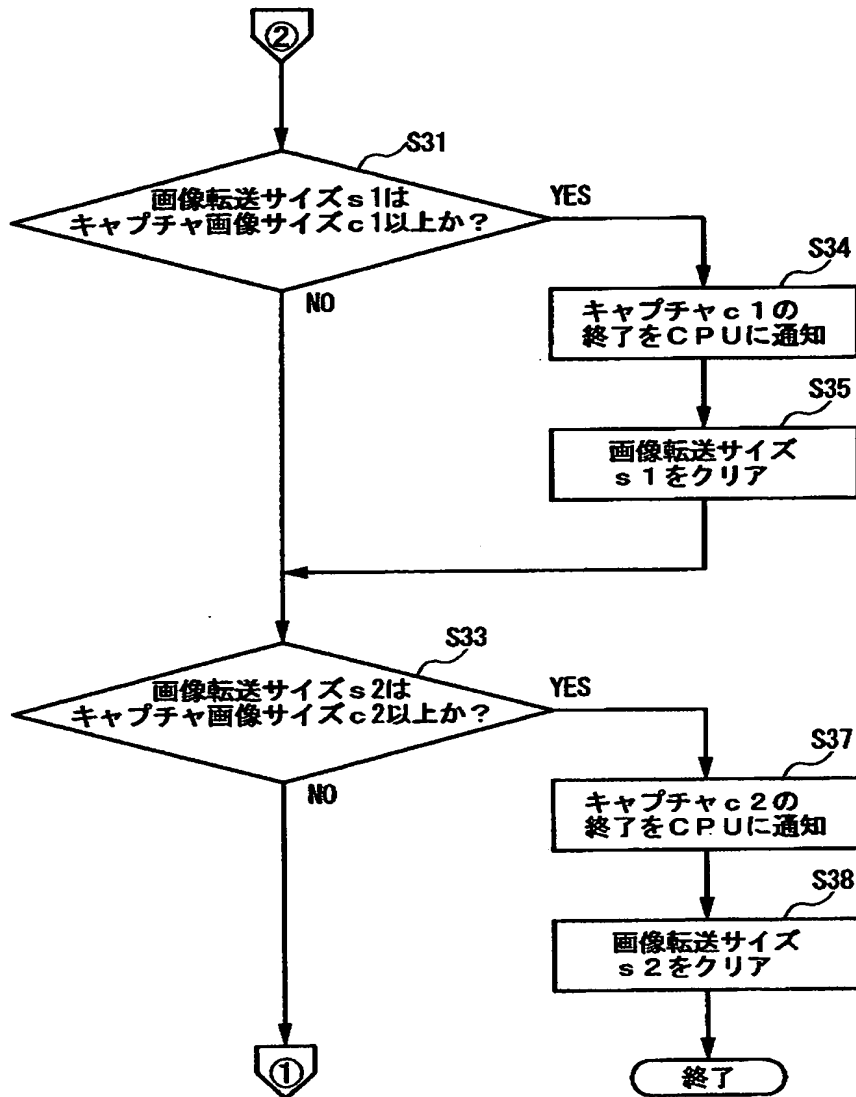 ②
S31
画像転送サイズs1は
キャプチャ画像サイズc1以上か?
YES
NO
S34
キャプチャc1の
終了をCPUに通知
S35
画像転送サイズ
s1をクリア
S33
画像転送サイズs2は
キャプチャ画像サイズc2以上か?
YES
NO
S37
キャプチャc2の
終了をCPUに通知
S38
画像転送サイズ
s2をクリア
①
終了